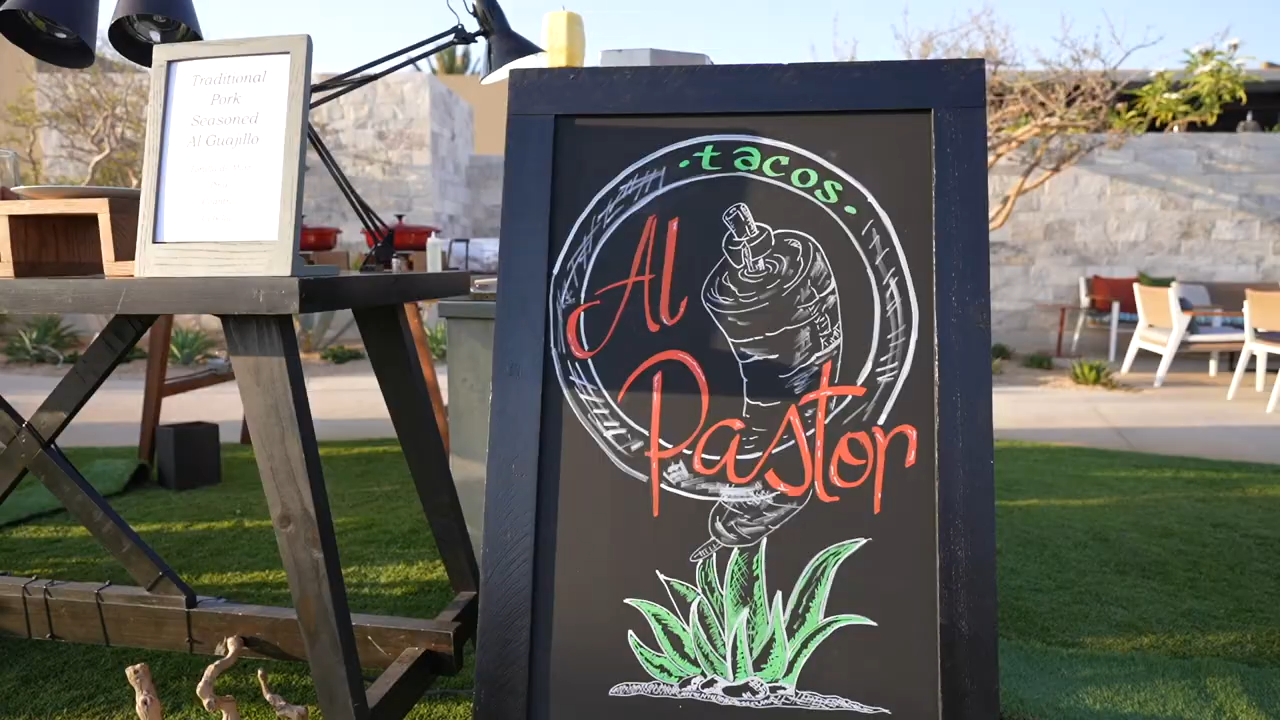 Traditional
Pork
Seasoned
Al Guajillo
·tacos·
Al
Pastor